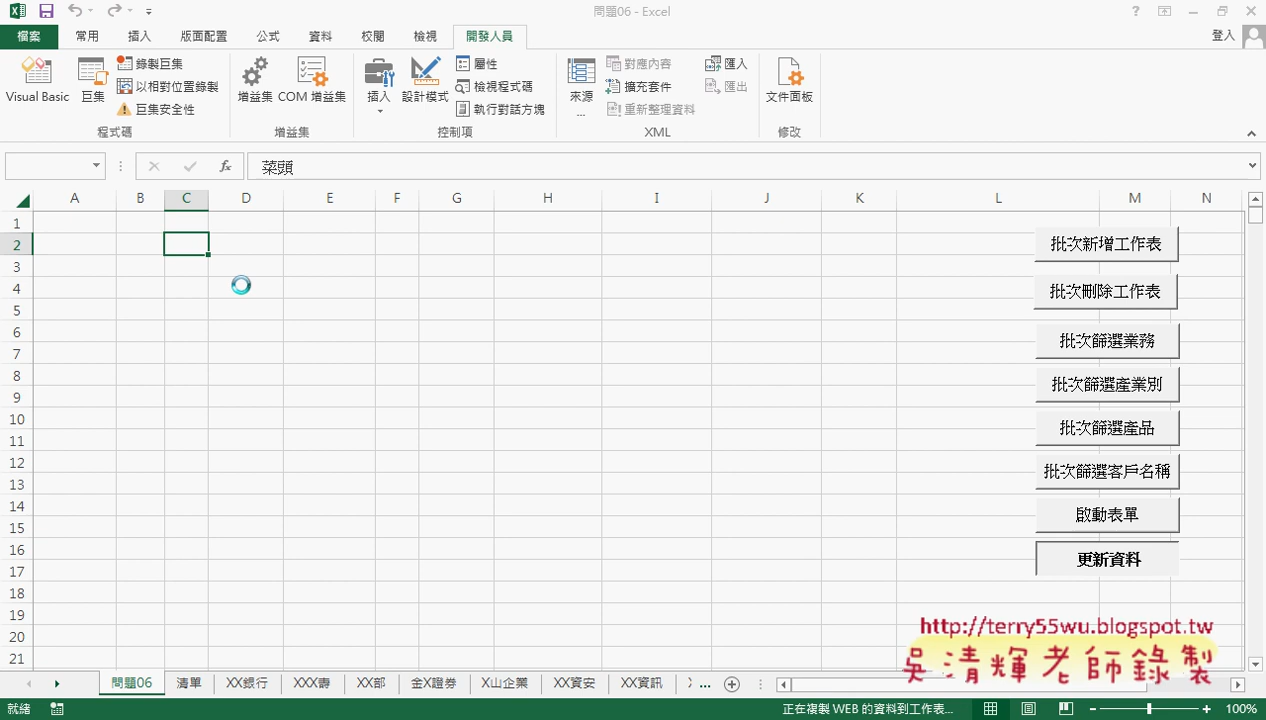 問題06 - Excel
檔案 常用 插入 版面配置 公式 資料 校閱 檢視 開發人員 登入
Visual Basic 巨集 錄製巨集 以相對位置錄製 巨集安全性
增益集 COM 增益集
插入 設計模式 屬性 檢視程式碼 執行對話方塊
來源... 對應內容 擴充套件 重新整理資料 匯入 匯出
文件面板
程式碼 增益集 控制項 XML 修改
fx 菜頭
A B C D E F G H I J K L M N
1
2
3
4
5
6
7
8
9
10
11
12
13
14
15
16
17
18
19
20
21
批次新增工作表
批次刪除工作表
批次篩選業務
批次篩選產業別
批次篩選產品
批次篩選客戶名稱
啟動表單
更新資料
http://terry55wu.blogspot.tw
吳清輝老師錄製
問題06 清單 XX銀行 XXX壽 XX部 金X證券 X山企業 XX資安 XX資訊 ...
就緒 正在複製 WEB 的資料到工作表... 100%